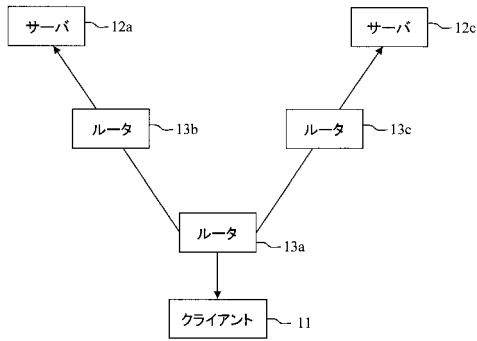 サーバ 12a
サーバ 12c
ルータ 13b
ルータ 13c
ルータ 13a
クライアント 11